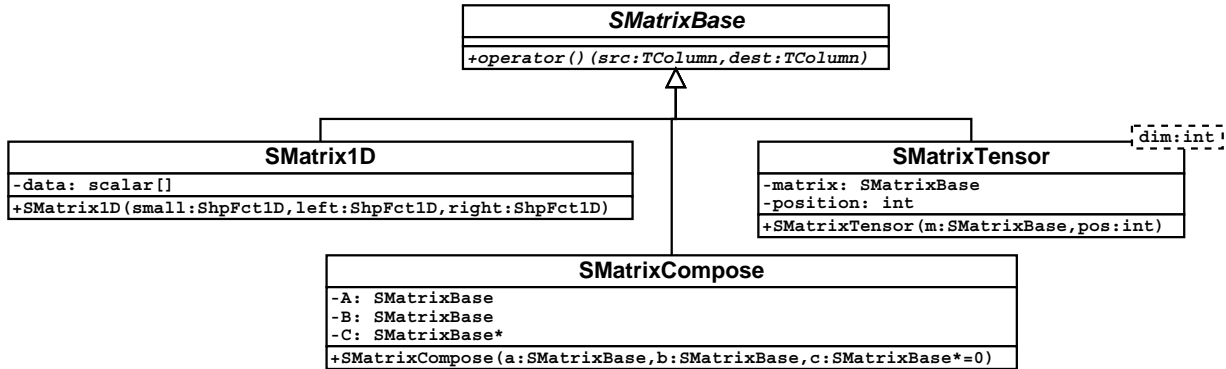 SMatrixBase
+operator()(src:TColumn,dest:TColumn)
dim:int
SMatrix1D
-data: scalar[]
+SMatrix1D(small:ShpFct1D,left:ShpFct1D,right:ShpFct1D)
SMatrixTensor
-matrix: SMatrixBase
-position: int
+SMatrixTensor(m:SMatrixBase,pos:int)
SMatrixCompose
-A: SMatrixBase
-B: SMatrixBase
-C: SMatrixBase*
+SMatrixCompose(a:SMatrixBase,b:SMatrixBase,c:SMatrixBase*=0)